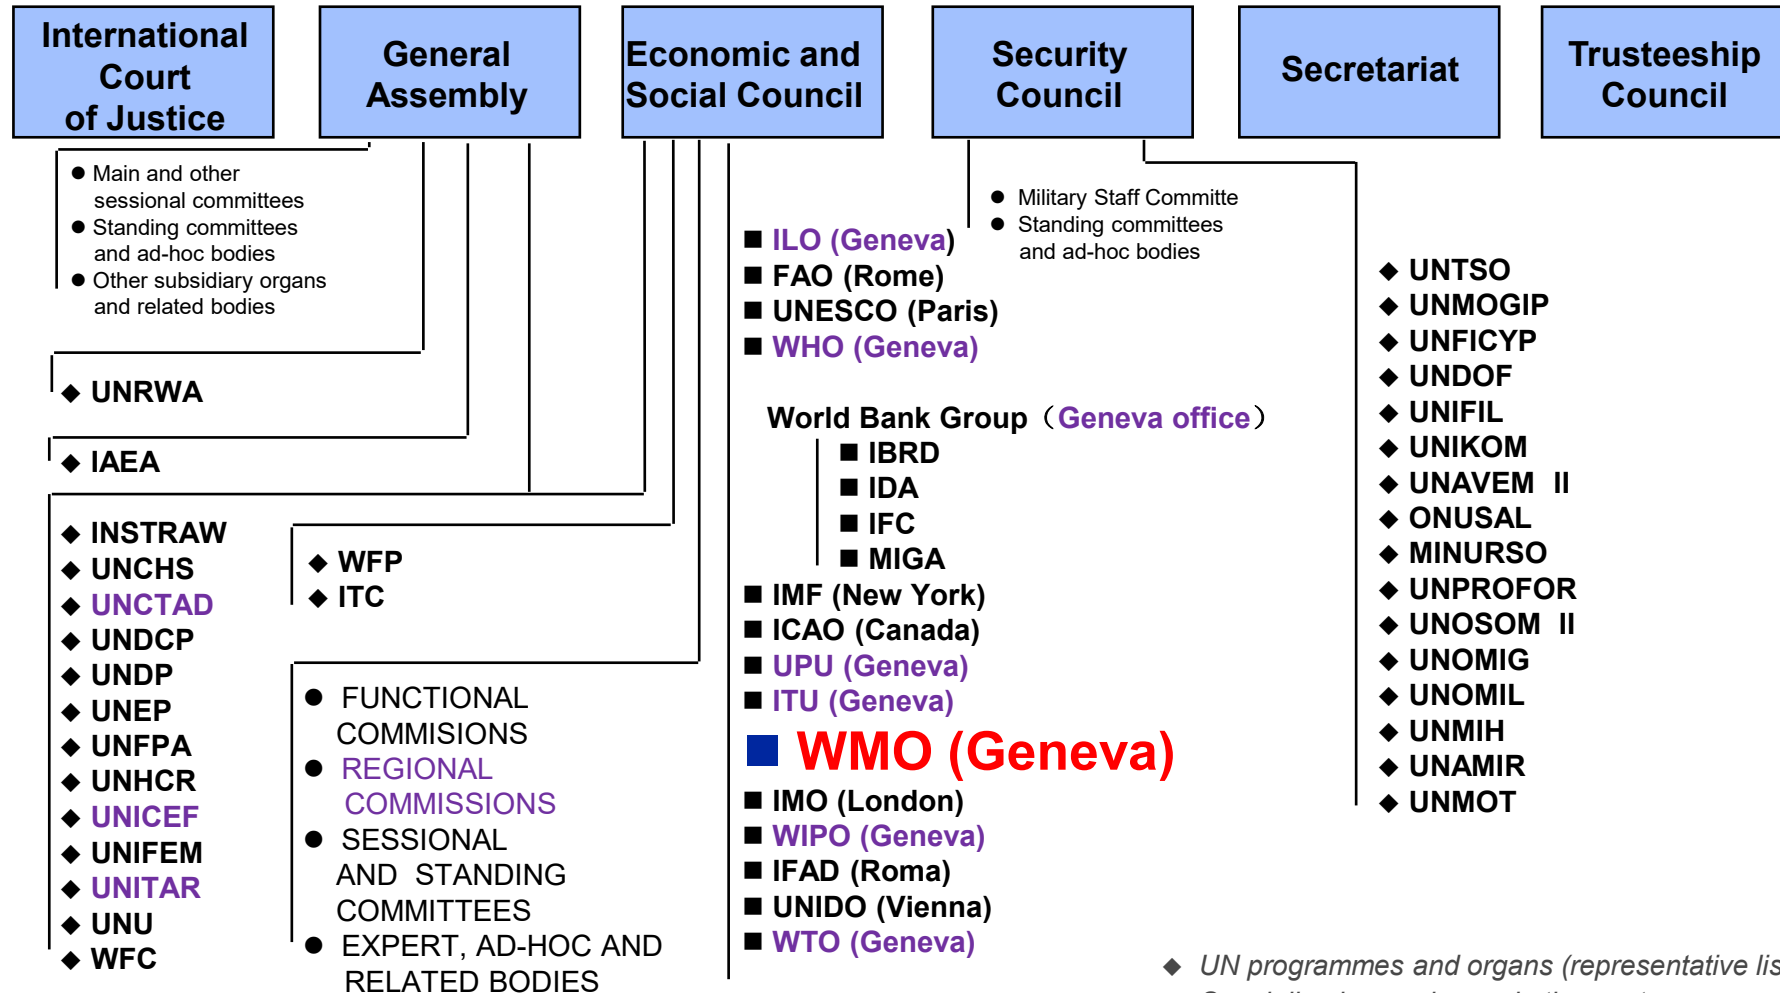 International
Court
of Justice
General
Assembly
Economic and
Social Council
Security
Council
Secretariat
Trusteeship
Council
● Main and other
sessional committees
● Standing committees
and ad-hoc bodies
● Other subsidiary organs
and related bodies
◆ UNRWA
◆ IAEA
◆ INSTRAW
◆ UNCHS
◆ UNCTAD
◆ UNDCP
◆ UNDP
◆ UNEP
◆ UNFPA
◆ UNHCR
◆ UNICEF
◆ UNIFEM
◆ UNITAR
◆ UNU
◆ WFC
◆ WFP
◆ ITC
● FUNCTIONAL
COMMISIONS
● REGIONAL
COMMISSIONS
● SESSIONAL
AND STANDING
COMMITTEES
● EXPERT, AD-HOC AND
RELATED BODIES
■ ILO (Geneva)
■ FAO (Rome)
■ UNESCO (Paris)
■ WHO (Geneva)
World Bank Group（Geneva office）
■ IBRD
■ IDA
■ IFC
■ MIGA
■ IMF (New York)
■ ICAO (Canada)
■ UPU (Geneva)
■ ITU (Geneva)
■ WMO (Geneva)
■ IMO (London)
■ WIPO (Geneva)
■ IFAD (Roma)
■ UNIDO (Vienna)
■ WTO (Geneva)
● Military Staff Committe
● Standing committees
and ad-hoc bodies
◆ UNTSO
◆ UNMOGIP
◆ UNFICYP
◆ UNDOF
◆ UNIFIL
◆ UNIKOM
◆ UNAVEM II
◆ ONUSAL
◆ MINURSO
◆ UNPROFOR
◆ UNOSOM II
◆ UNOMIG
◆ UNOMIL
◆ UNMIH
◆ UNAMIR
◆ UNMOT
◆ UN programmes and organs (representative lis